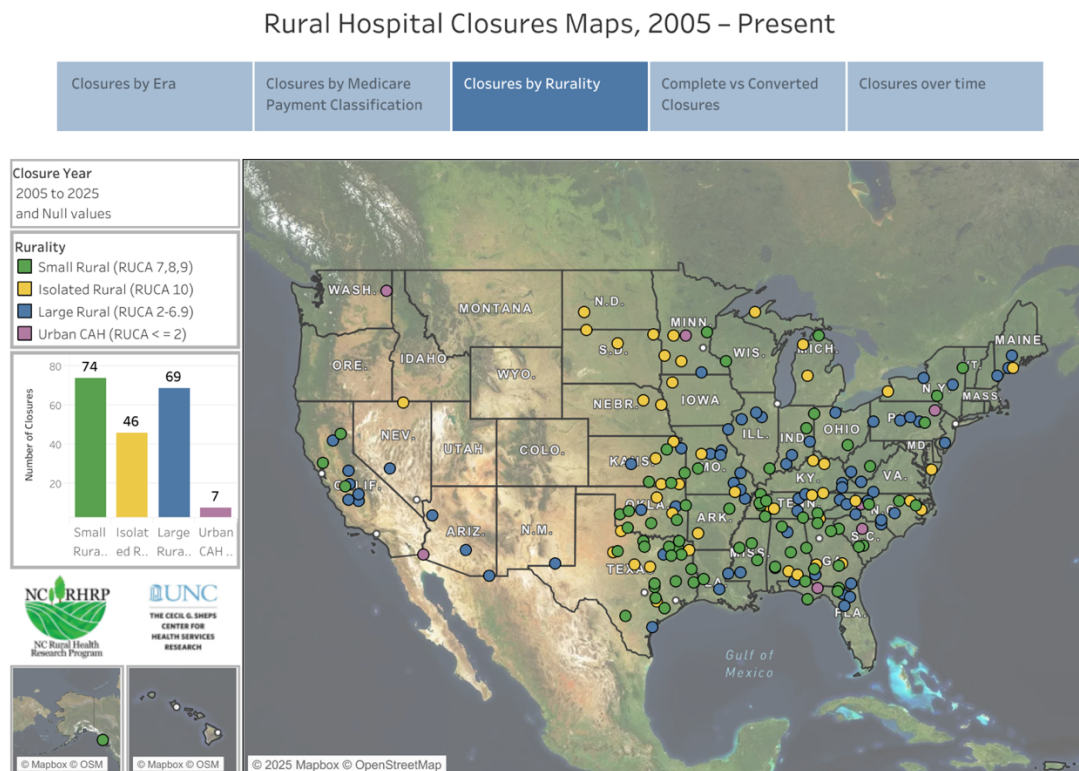 Rural Hospital Closures Maps, 2005 – Present
Closures by Era
Closures by Medicare
Payment Classification
Closures by Rurality
Complete vs Converted
Closures
Closures over time
Closure Year
2005 to 2025
and Null values
Rurality
Small Rural (RUCA 7,8,9)
Isolated Rural (RUCA 10)
Large Rural (RUCA 2-6.9)
Urban CAH (RUCA < = 2)
Number of Closures
80
60
40
20
74
46
69
7
Small
Rura..
Isolat
ed R..
Large
Rura..
Urban
CAH ..
NC RHRP
NC Rural Health
Research Program
UNC
THE CECIL G. SHEPS
CENTER FOR
HEALTH SERVICES
RESEARCH
© Mapbox © OSM
© Mapbox © OSM
WASH.
MONTANA
N.D.
MINN.
MAINE
ORE.
IDAHO
S.D.
WIS.
MICH.
VT.
N.Y.
MASS.
WYO.
NEBR.
IOWA
NEV.
UTAH
COLO.
ILL.
IND.
OHIO
MD.
CALIF.
KANS.
MO.
KY.
VA.
ARIZ.
N.M.
OKLA.
ARK.
TENN.
N.C.
S.C.
TEXAS
LA.
MISS.
GA.
FLA.
Gulf of
Mexico
© 2025 Mapbox © OpenStreetMap